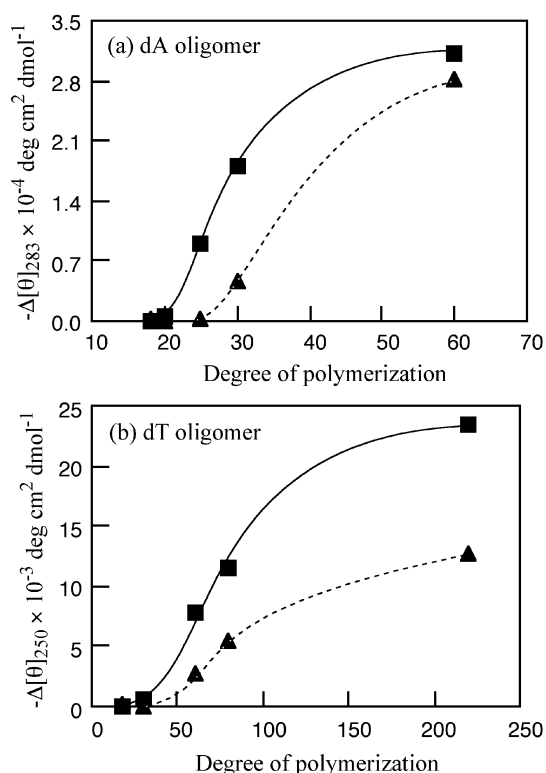 3.5
(a) dA oligomer
2.8
2.1
1.4
0.7
0.0
-Δ[θ]283 × 10-4 deg cm2 dmol-1
10 20 30 40 50 60 70
Degree of polymerization
25
(b) dT oligomer
20
15
10
5
0
-Δ[θ]250 × 10-3 deg cm2 dmol-1
0 50 100 150 200 250
Degree of polymerization